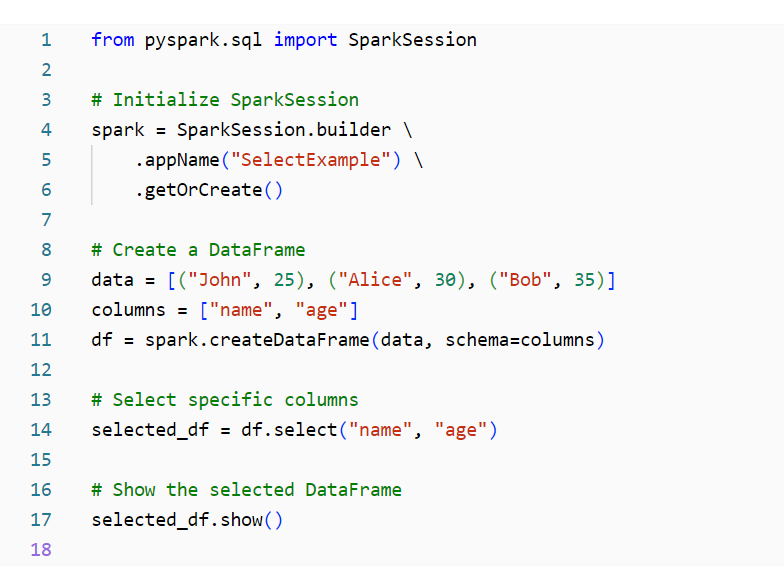 1 from pyspark.sql import SparkSession
2
3 # Initialize SparkSession
4 spark = SparkSession.builder \
5     .appName("SelectExample") \
6     .getOrCreate()
7
8 # Create a DataFrame
9 data = [("John", 25), ("Alice", 30), ("Bob", 35)]
10 columns = ["name", "age"]
11 df = spark.createDataFrame(data, schema=columns)
12
13 # Select specific columns
14 selected_df = df.select("name", "age")
15
16 # Show the selected DataFrame
17 selected_df.show()
18